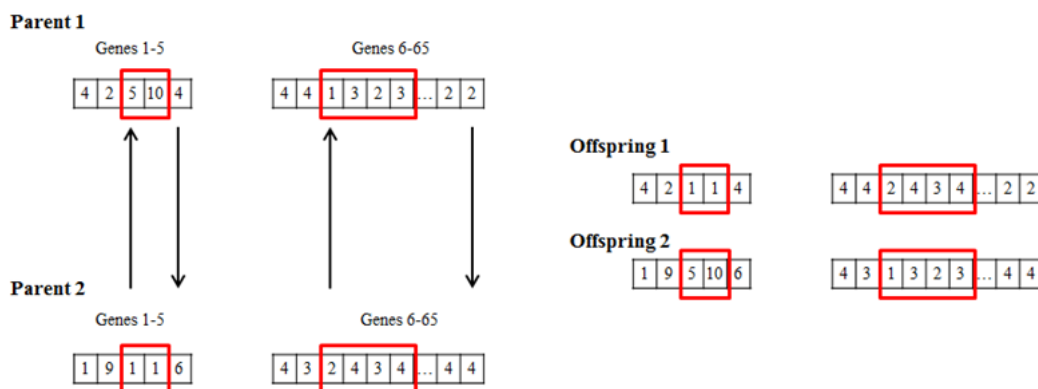 Parent 1
Genes 1-5 Genes 6-65
4 2 5 10 4 4 4 1 3 2 3 ... 2 2
Offspring 1
4 2 1 1 4 4 4 2 4 3 4 ... 2 2
Offspring 2
1 9 5 10 6 4 3 1 3 2 3 ... 4 4
Parent 2
Genes 1-5 Genes 6-65
1 9 1 1 6 4 3 2 4 3 4 ... 4 4